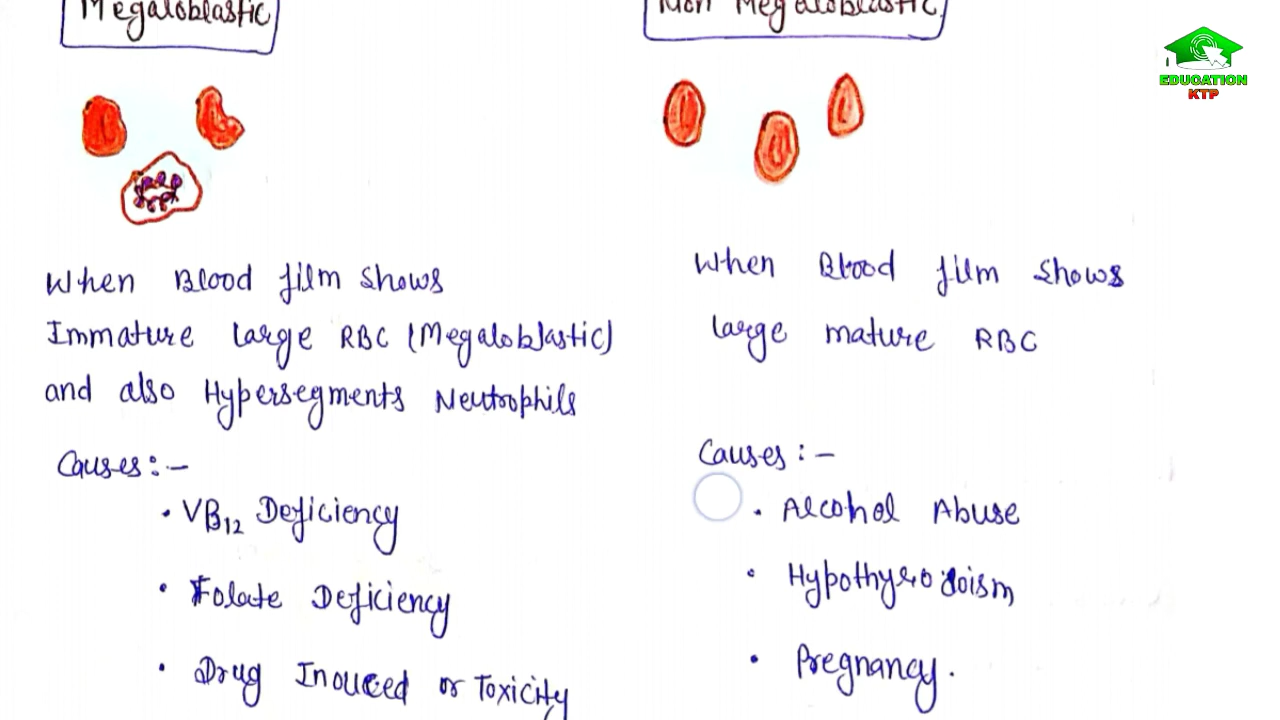 Megaloblastic
Non Megaloblastic
EDUCATION
KTP
When Blood film shows
Immature large RBC (Megaloblastic)
and also Hypersegments Neutrophils
Causes:-
• VB12 Deficiency
• Folate Deficiency
• Drug Induced or Toxicity
When Blood film shows
large mature RBC
Causes :-
• Alcohol Abuse
• Hypothyroidism
• Pregnancy.